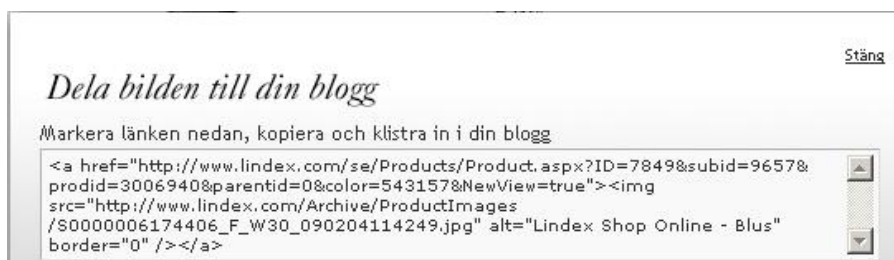 Stäng
Dela bilden till din blogg
Markera länken nedan, kopiera och klistra in i din blogg
<a href="http://www.lindex.com/se/Products/Product.aspx?ID=7849&subid=9657&
prodid=3006940&parentid=0&color=543157&NewView=true"><img
src="http://www.lindex.com/Archive/ProductImages
/S0000006174406_F_W30_090204114249.jpg" alt="Lindex Shop Online - Blus"
border="0" /></a>